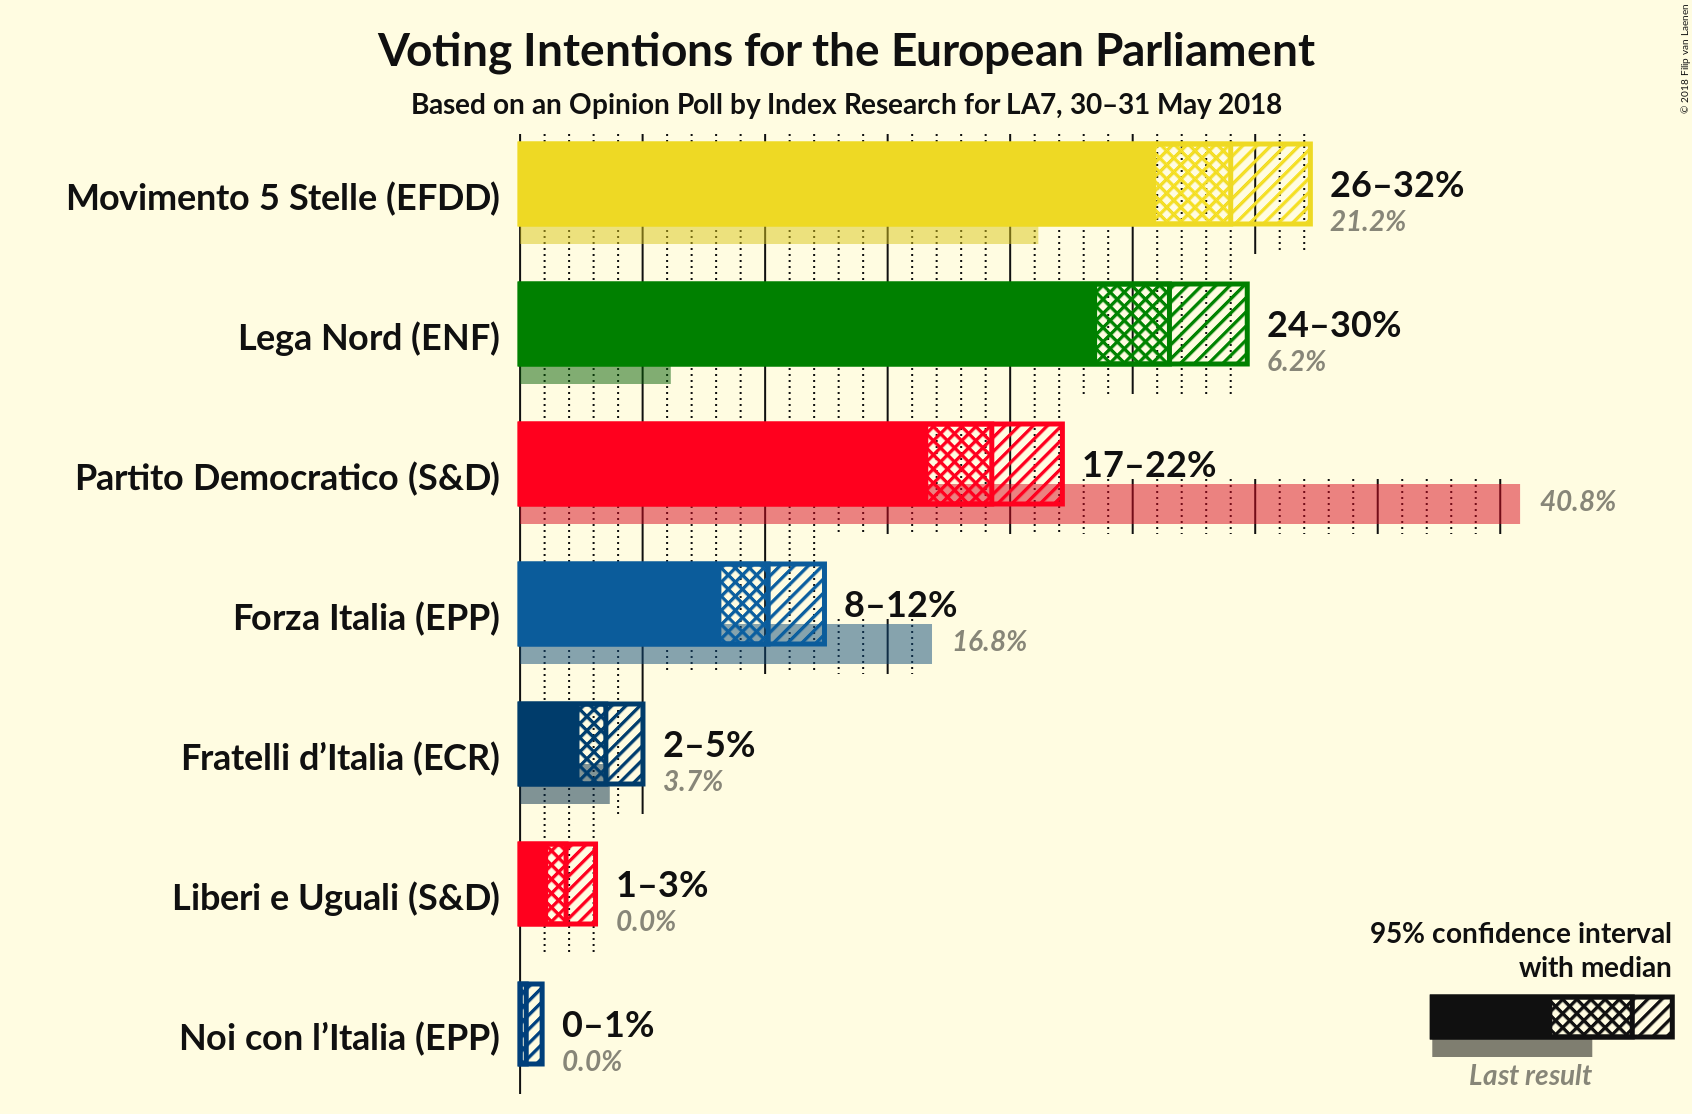 Voting Intentions for the European Parliament
Based on an Opinion Poll by Index Research for LA7, 30–31 May 2018
© 2018 Filip van Laenen
Movimento 5 Stelle (EFDD)
26–32%
21.2%
Lega Nord (ENF)
24–30%
6.2%
Partito Democratico (S&D)
17–22%
40.8%
Forza Italia (EPP)
8–12%
16.8%
Fratelli d’Italia (ECR)
2–5%
3.7%
Liberi e Uguali (S&D)
1–3%
0.0%
Noi con l’Italia (EPP)
0–1%
0.0%
95% confidence interval
with median
Last result